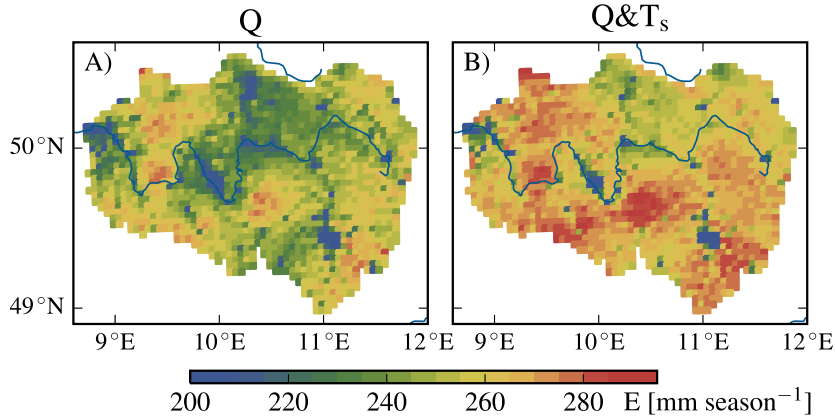 Q Q&Tₛ
A) B)
50°N
49°N
9°E 10°E 11°E 12°E 9°E 10°E 11°E 12°E
200 220 240 260 280 E [mm season⁻¹]